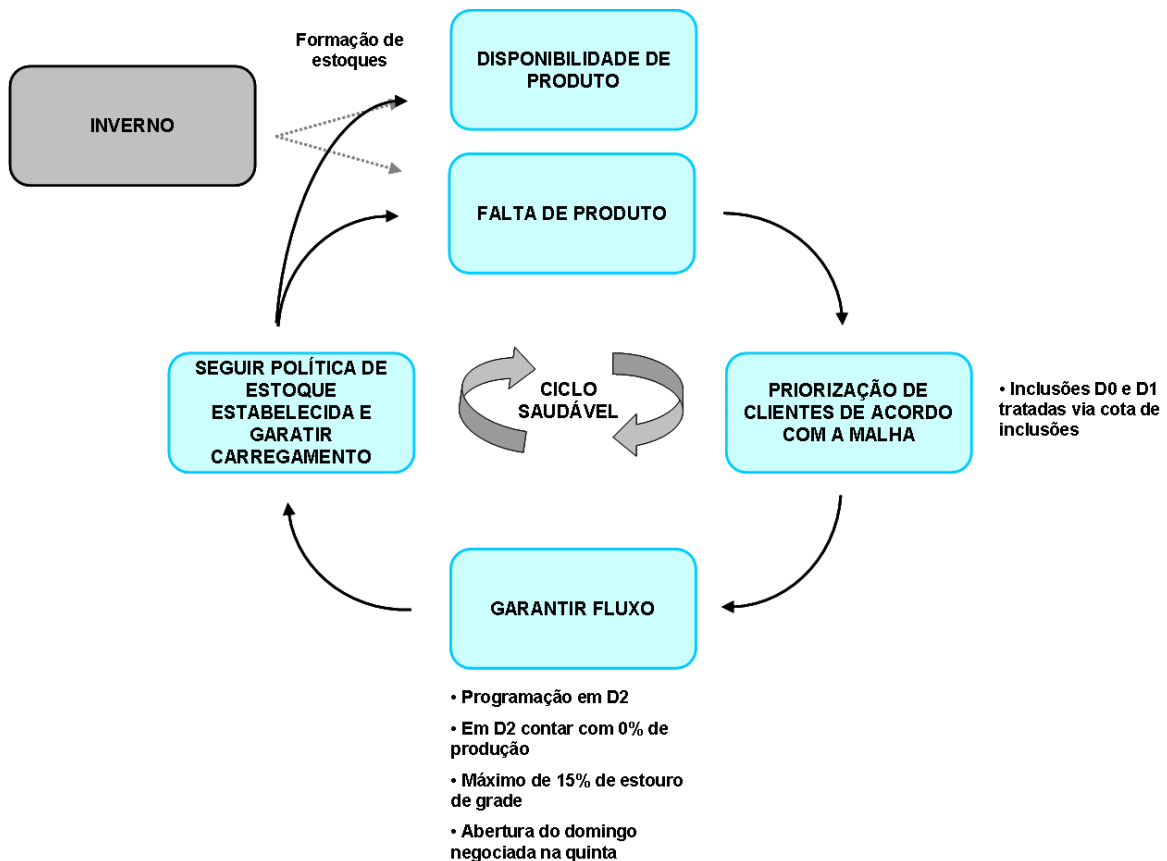 Formação de
estoques
DISPONIBILIDADE DE
PRODUTO
INVERNO
FALTA DE PRODUTO
SEGUIR POLÍTICA DE
ESTOQUE
ESTABELECIDA E
GARATIR
CARREGAMENTO
CICLO
SAUDÁVEL
PRIORIZAÇÃO DE
CLIENTES DE ACORDO
COM A MALHA
• Inclusões D0 e D1
tratadas via cota de
inclusões
GARANTIR FLUXO
• Programação em D2
• Em D2 contar com 0% de
produção
• Máximo de 15% de estouro
de grade
• Abertura do domingo
negociada na quinta